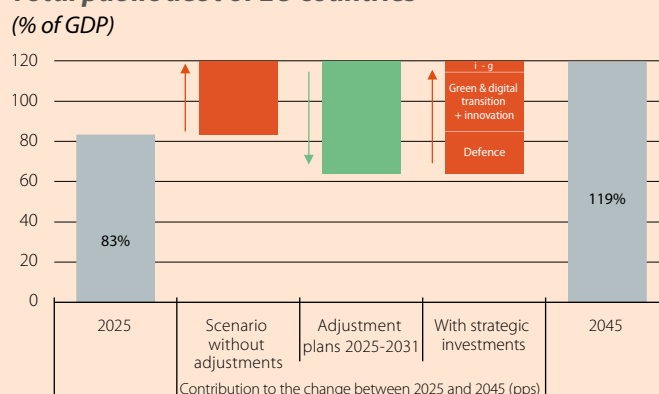 (% of GDP)
120
100
80
60
40
20
0
83%
i - g
Green & digital
transition
+ innovation
Defence
119%
2025
Scenario
without
adjustments
Adjustment
plans 2025-2031
With strategic
investments
2045
Contribution to the change between 2025 and 2045 (pps)